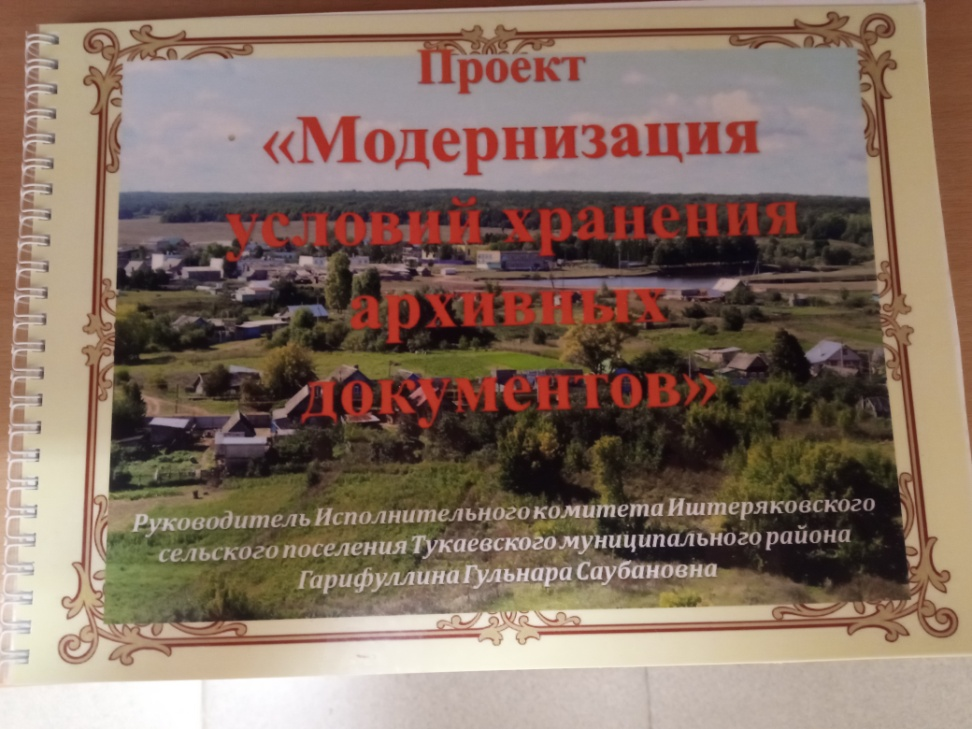 Проект
«Модернизация
условий хранения
архивных
документов»
Руководитель Исполнительного комитета Иштеряковского
сельского поселения Тукаевского муниципального района
Гарифуллина Гульнара Саубановна